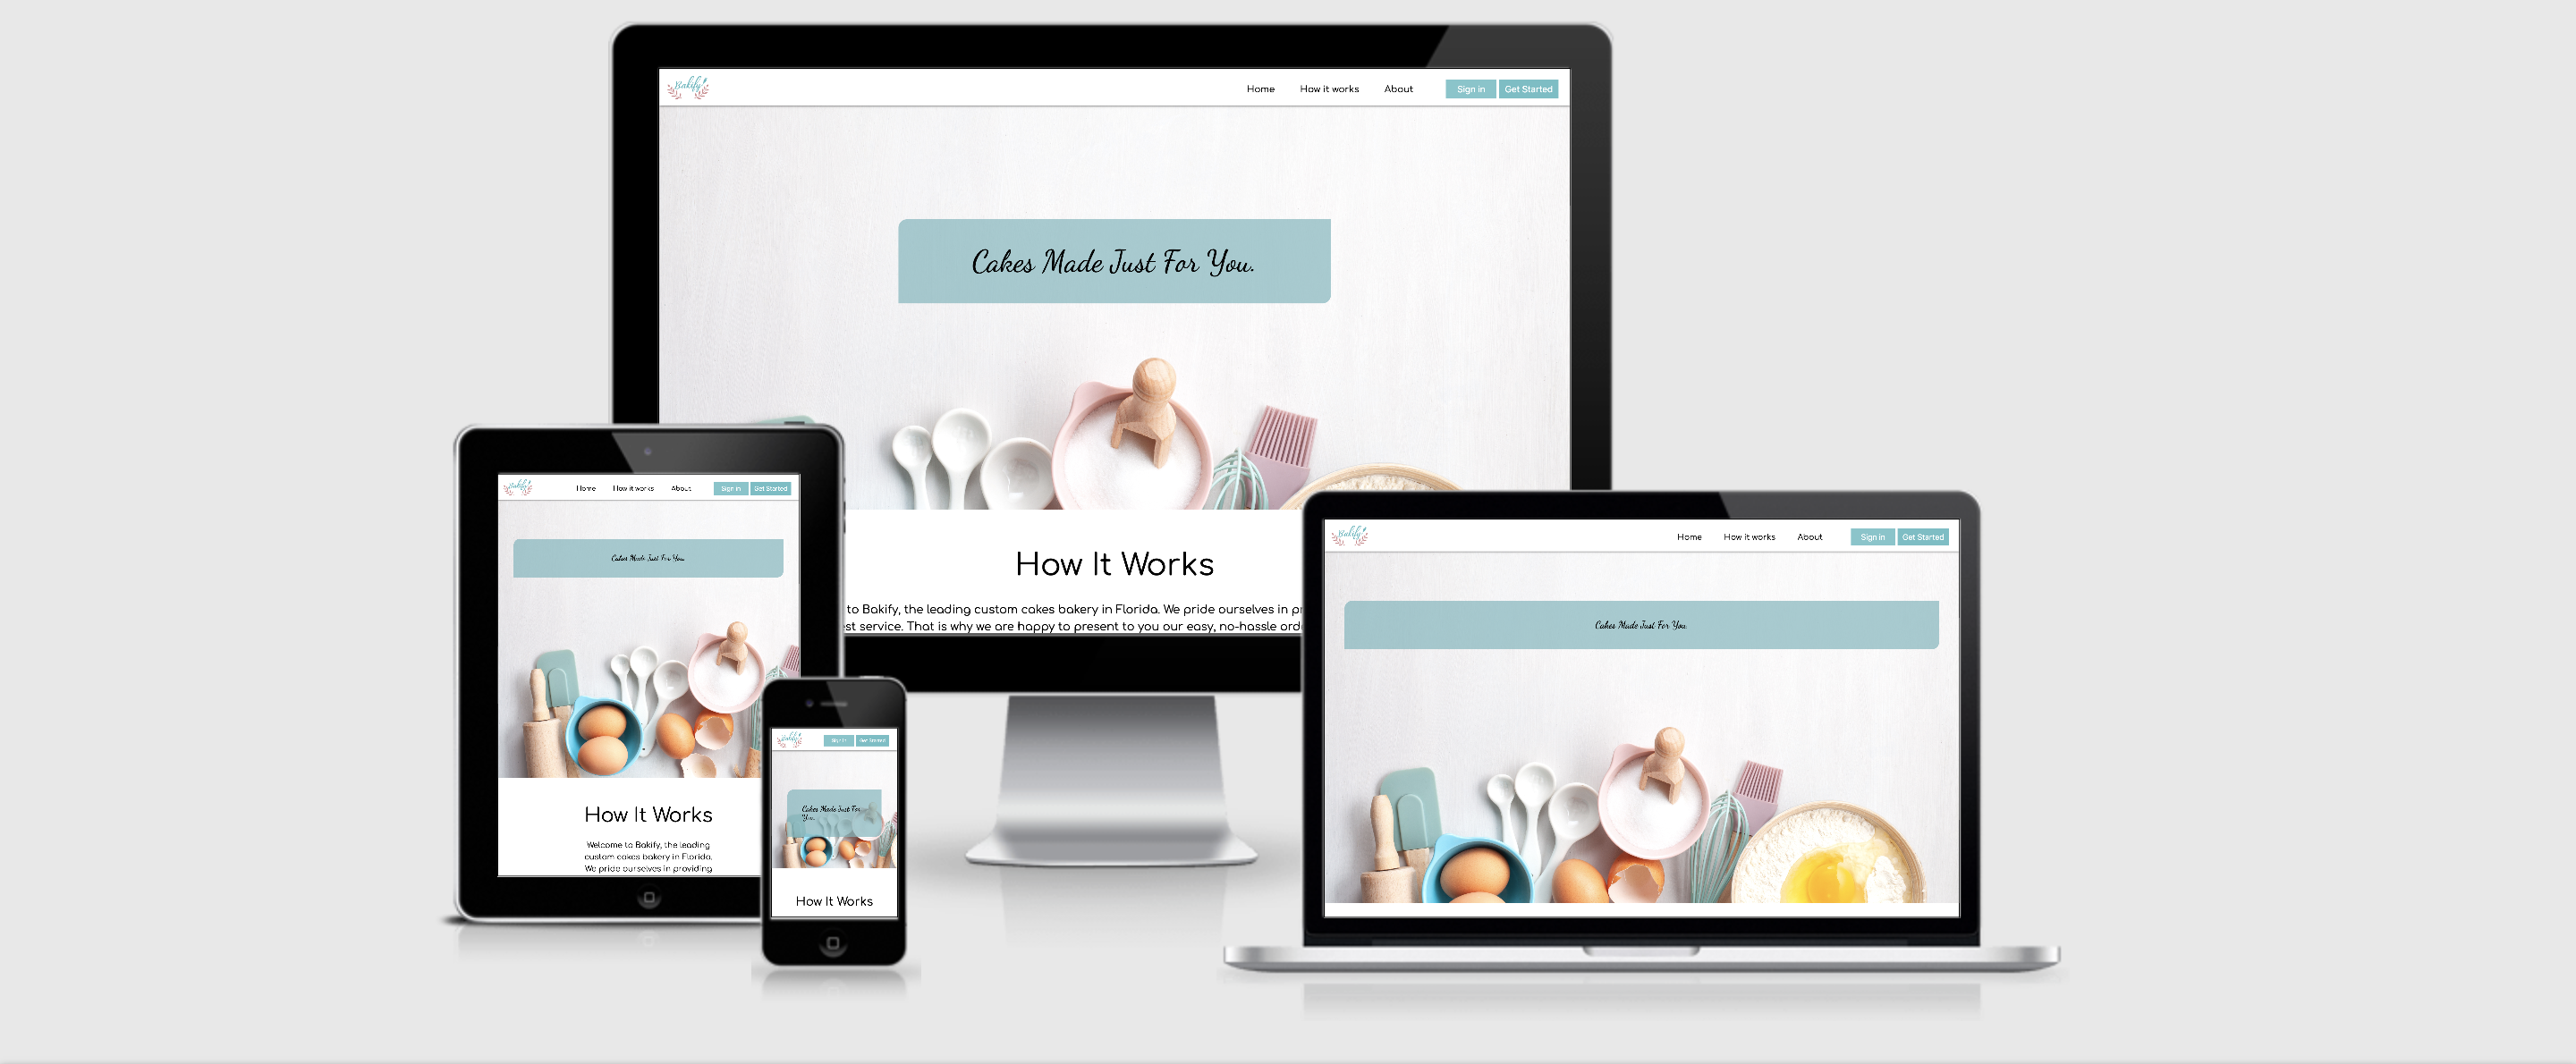 Bakify
Home How it works About Sign in Get Started
Cakes Made Just For You.
How It Works
to Bakify, the leading custom cakes bakery in Florida. We pride ourselves in pr
est service. That is why we are happy to present to you our easy, no-hassle ord
Bakify
Home How it works About Sign in Get Started
Cakes Made Just For You.
How It Works
Welcome to Bakify, the leading
custom cakes bakery in Florida.
We pride ourselves in providing
Bakify
Sign in Get Started
Cakes Made Just For
You.
How It Works
Bakify
Home How it works About Sign in Get Started
Cakes Made Just For You.